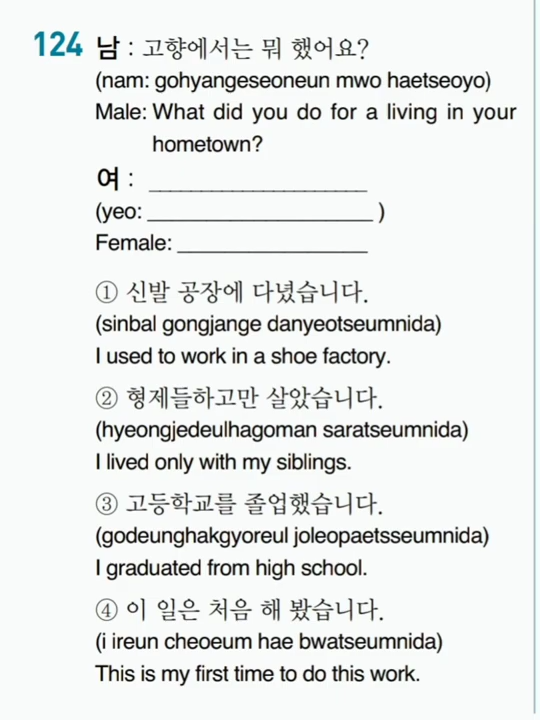 124 남 : 고향에서는 뭐 했어요?
(nam: gohyangeseoneun mwo haetseoyo)
Male: What did you do for a living in your
hometown?
여 : ____________________
(yeo: ____________________ )
Female: ____________________
① 신발 공장에 다녔습니다.
(sinbal gongjange danyeotseumnida)
I used to work in a shoe factory.
② 형제들하고만 살았습니다.
(hyeongjedeulhagoman saratseumnida)
I lived only with my siblings.
③ 고등학교를 졸업했습니다.
(godeunghakgyoreul joleopaetsseumnida)
I graduated from high school.
④ 이 일은 처음 해 봤습니다.
(i ireun cheoeum hae bwatseumnida)
This is my first time to do this work.